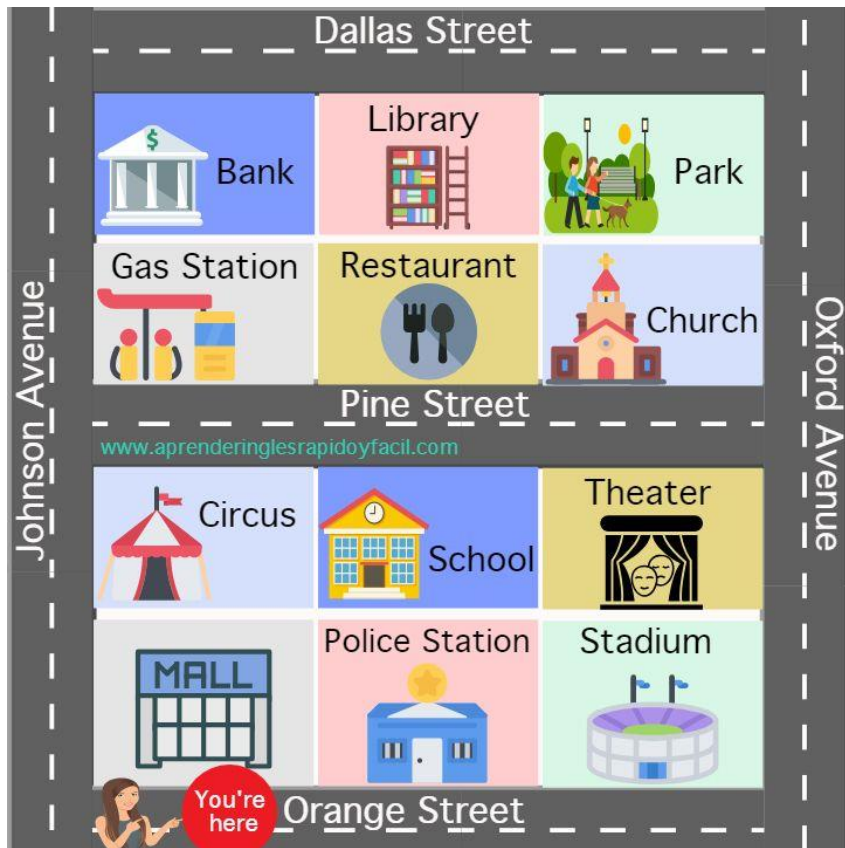 Dallas Street
Bank
Library
Park
Gas Station
Restaurant
Church
Johnson Avenue
Oxford Avenue
Pine Street
www.aprenderinglesrapidoyfacil.com
Circus
School
Theater
MALL
Police Station
Stadium
You're
here
Orange Street
$